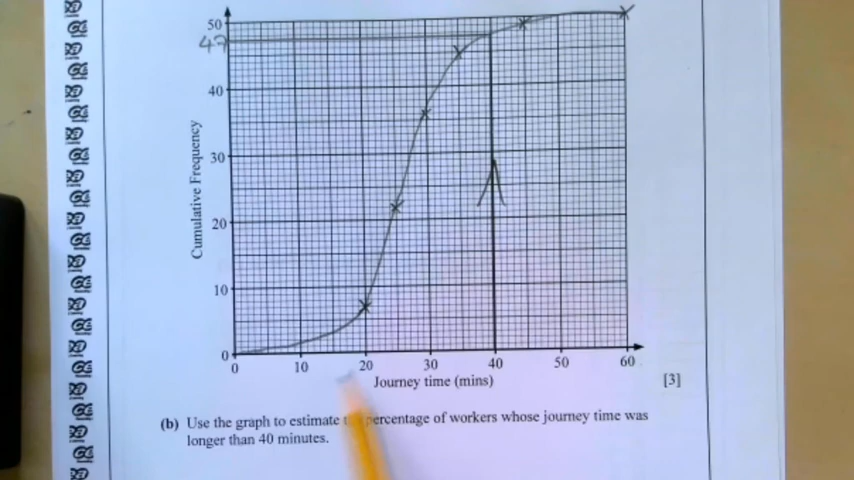 50
47
40
30
20
10
0
Cumulative Frequency
0 10 20 30 40 50 60
Journey time (mins)
[3]
(b) Use the graph to estimate percentage of workers whose journey time was
longer than 40 minutes.